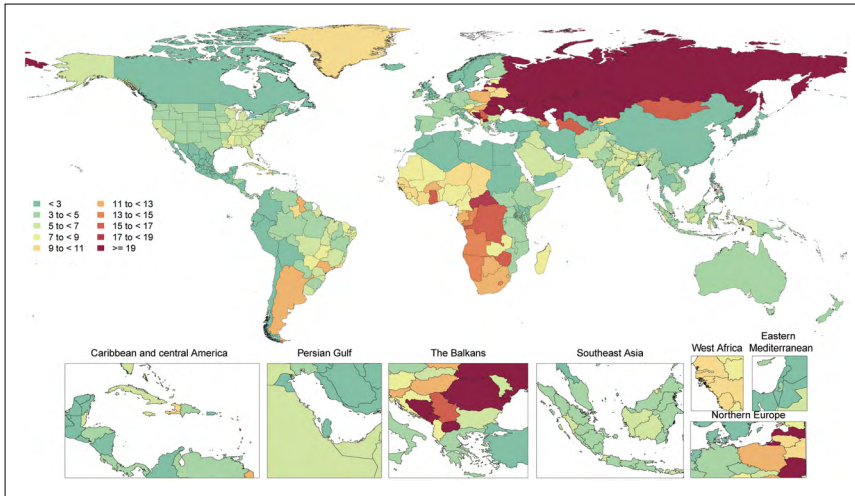 < 3
3 to < 5
5 to < 7
7 to < 9
9 to < 11
11 to < 13
13 to < 15
15 to < 17
17 to < 19
>= 19
Caribbean and central America
Persian Gulf
The Balkans
Southeast Asia
West Africa
Eastern
Mediterranean
Northern Europe